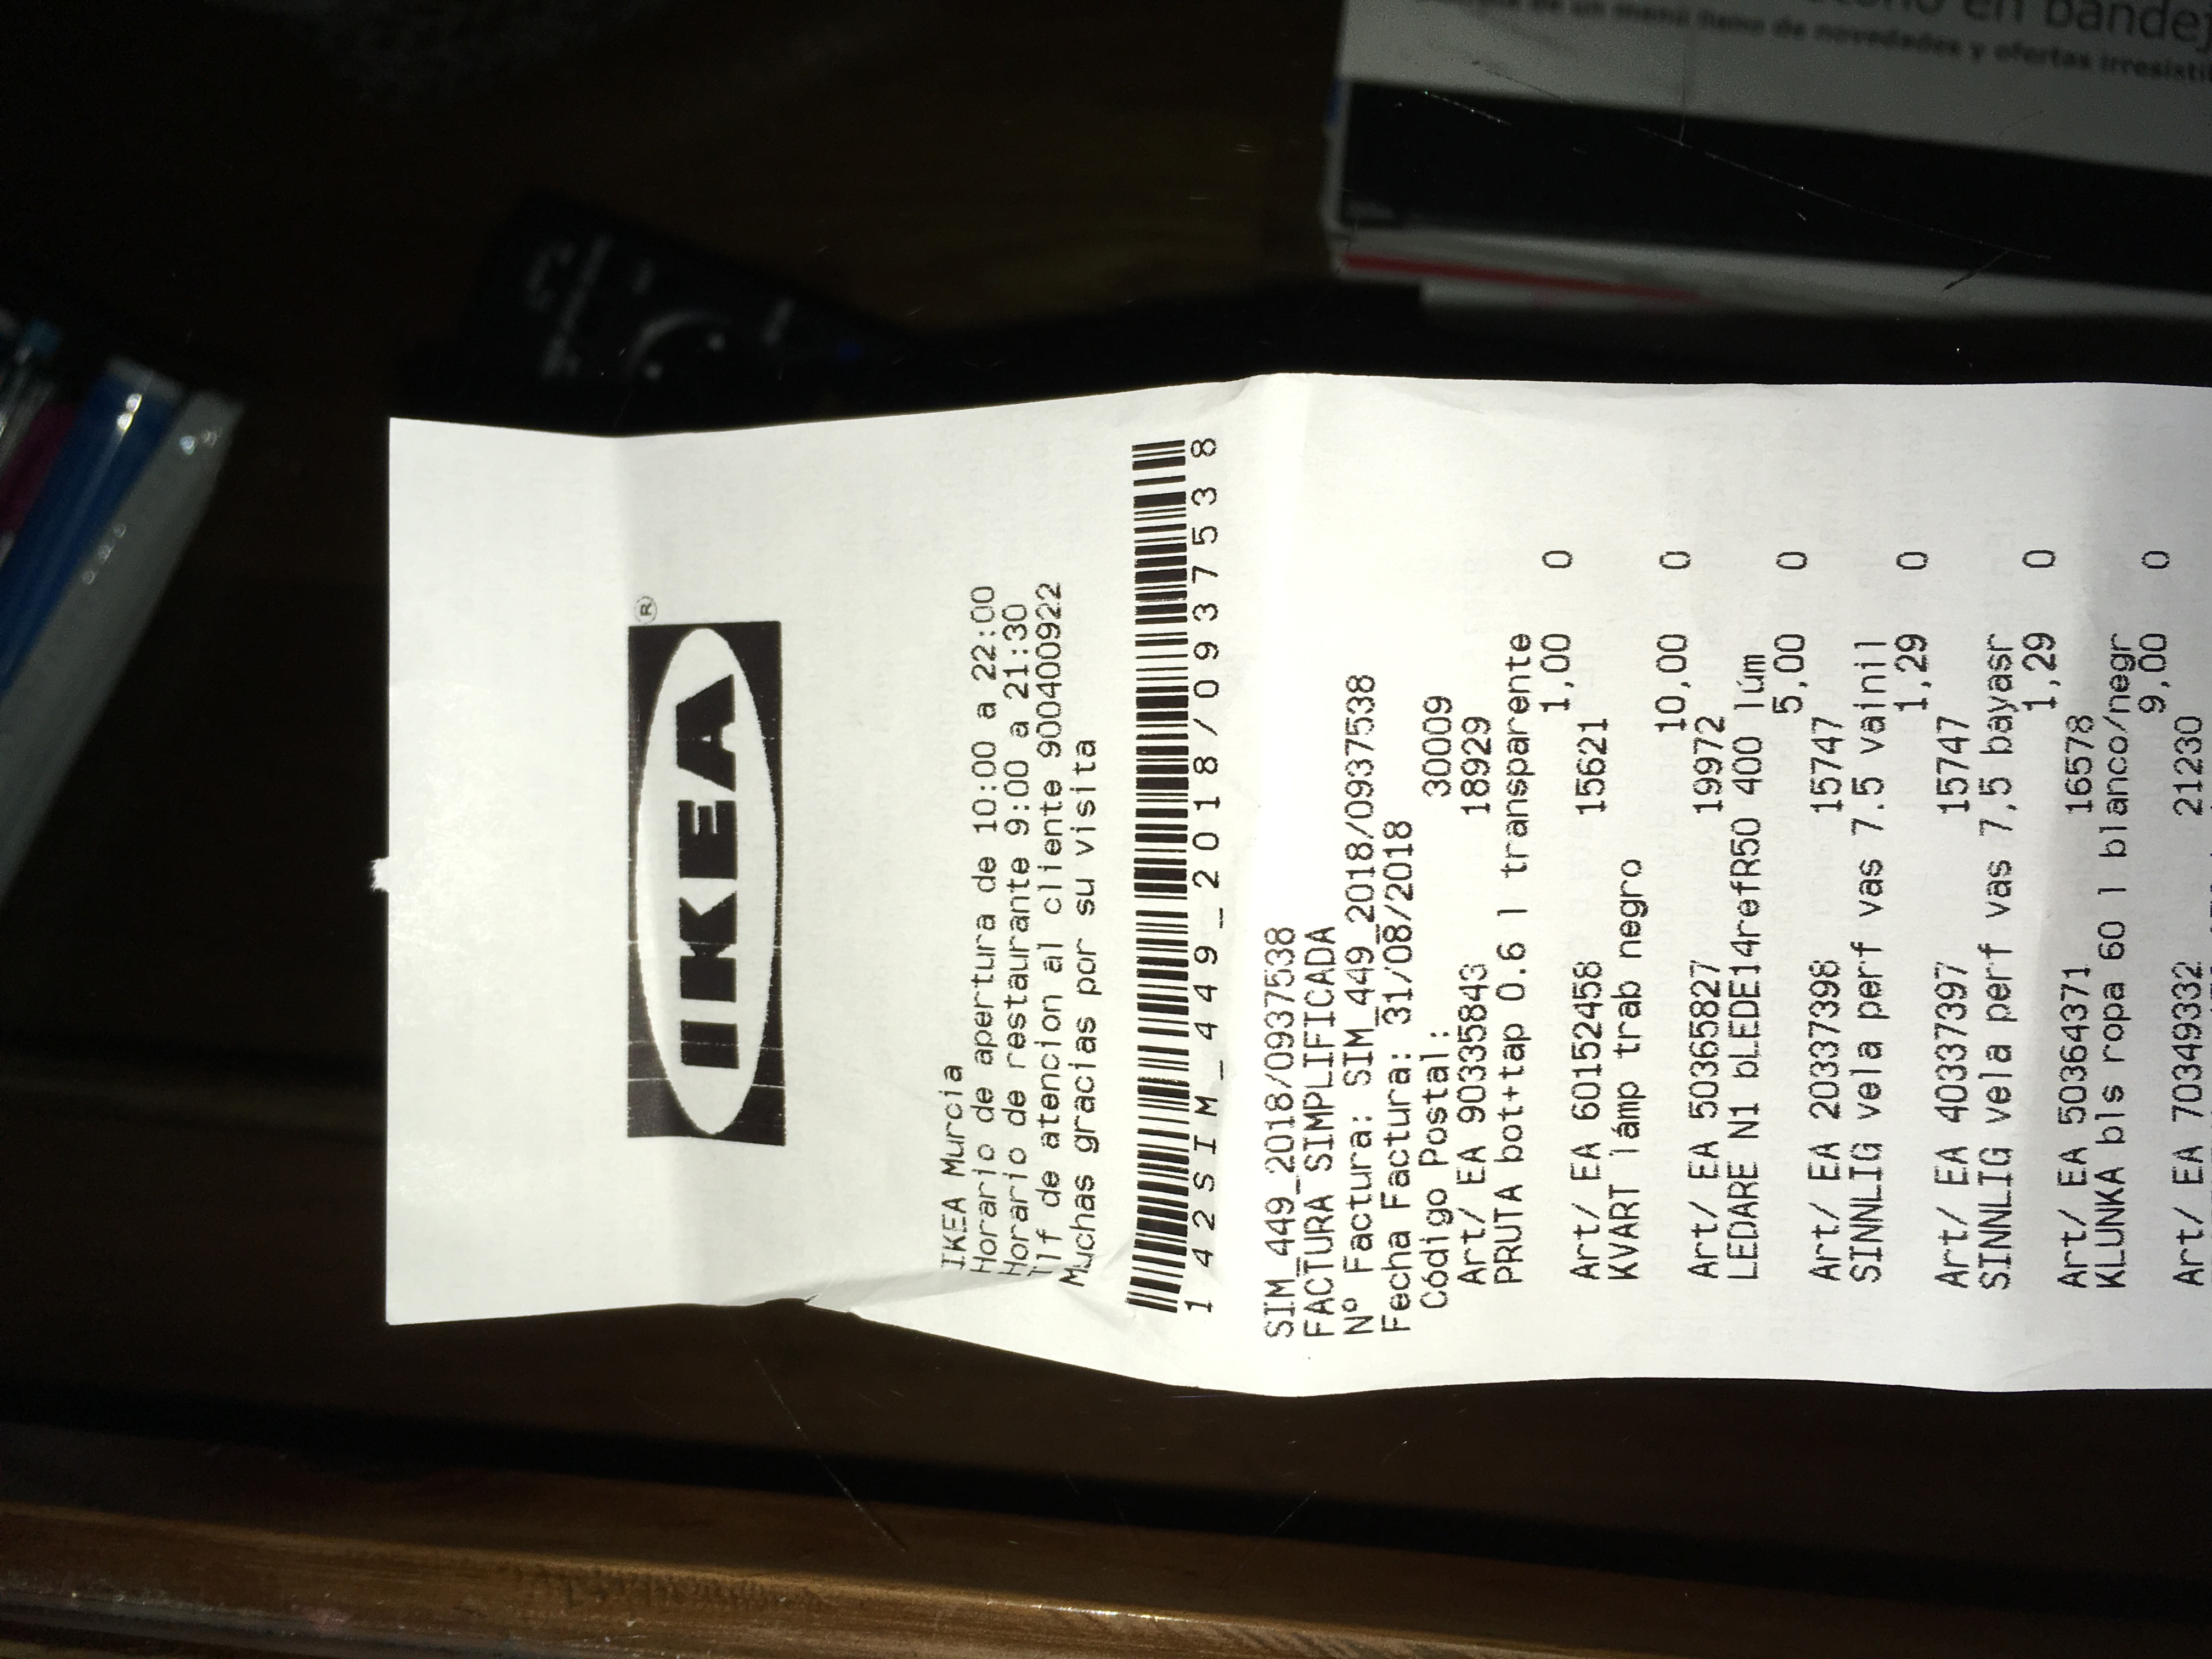 IKEA ®
IKEA Murcia
Horario de apertura de 10:00 a 22:00
Horario de restaurante 9:00 a 21:30
Tlf de atencion al cliente 900400922
Muchas gracias por su visita
1 42SIM_449_2018/0937538
SIM_449_2018/0937538
FACTURA SIMPLIFICADA
Nº Factura: SIM_449_2018/0937538
Fecha Factura: 31/08/2018
Código Postal: 30009
Art/ EA 90335843 18929
PRUTA bot+tap 0.6 l transparente
1,00 0
Art/ EA 60152458 15621
KVART lámp trab negro
10,00 0
Art/ EA 50365827 19972
LEDARE N1 bLEDE14refR50 400 lúm
5,00 0
Art/ EA 20337398 15747
SINNLIG vela perf vas 7.5 vainil
1,29 0
Art/ EA 40337397 15747
SINNLIG vela perf vas 7,5 bayasr
1,29 0
Art/ EA 50364371 16578
KLUNKA bls ropa 60 l blanco/negr
9,00 0
Art/ EA 70349332 21230